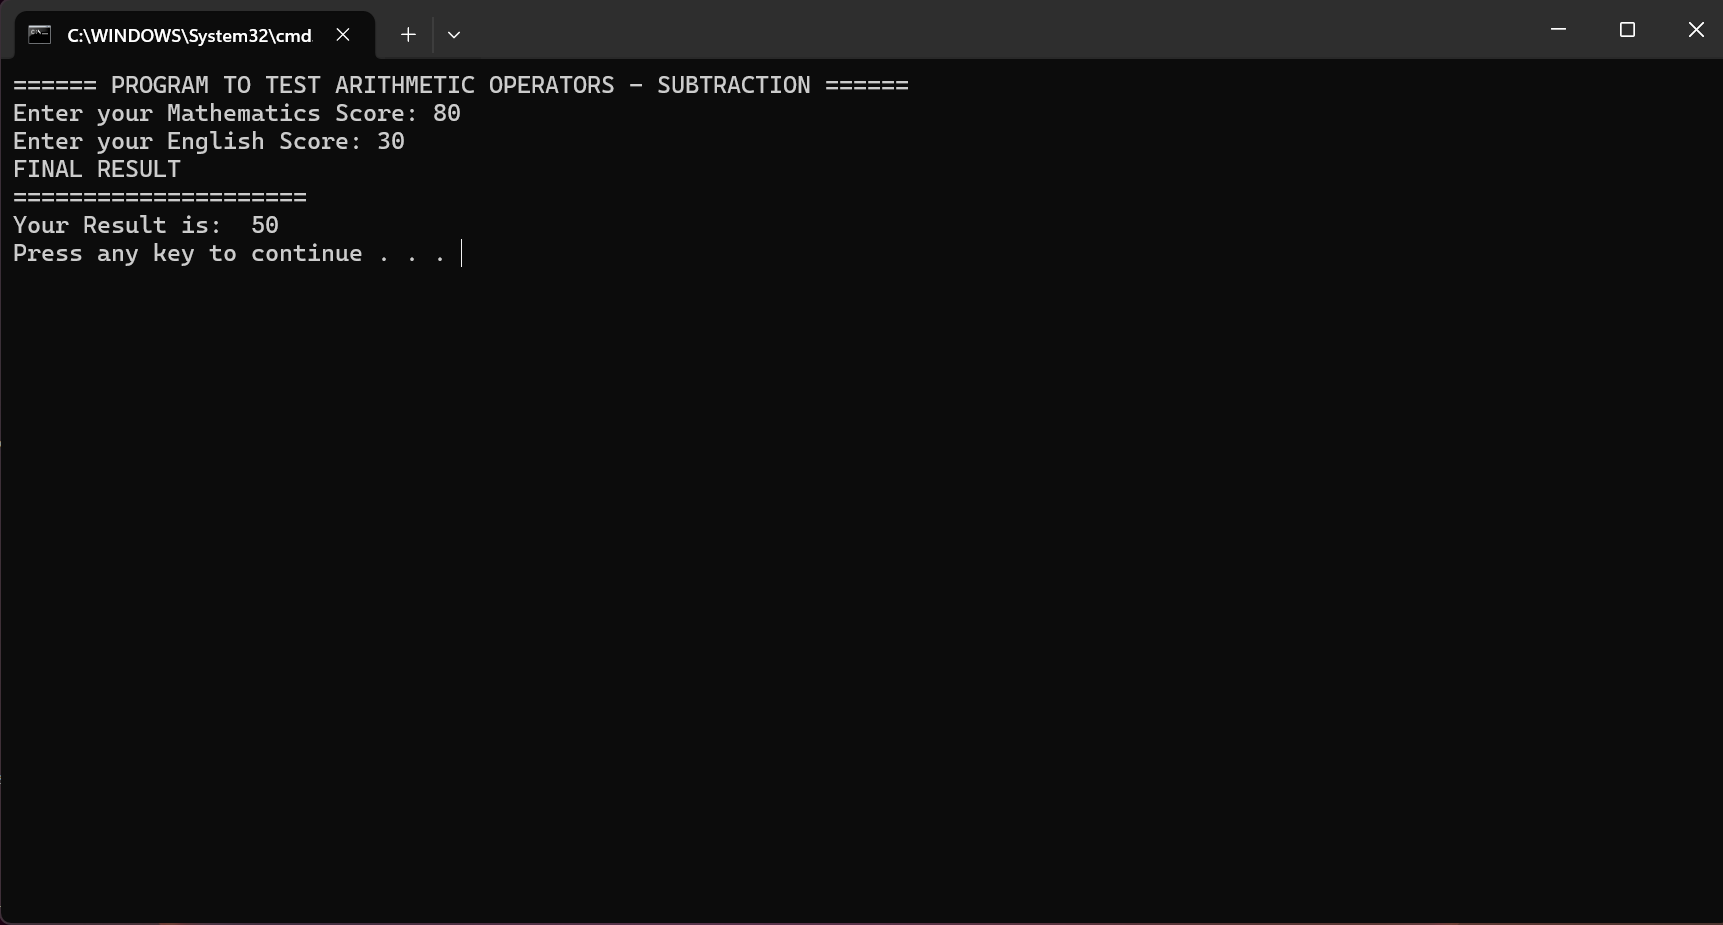 C:\WINDOWS\System32\cmd.
====== PROGRAM TO TEST ARITHMETIC OPERATORS - SUBTRACTION ======
Enter your Mathematics Score: 80
Enter your English Score: 30
FINAL RESULT
=====================
Your Result is:  50
Press any key to continue . . .